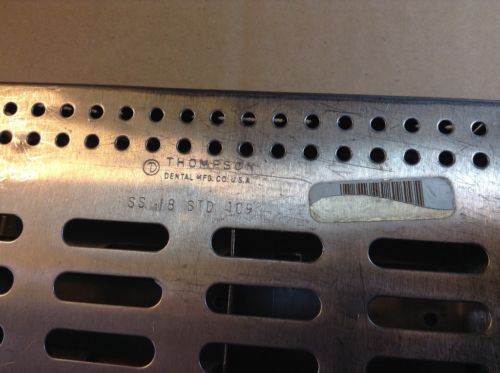 THOMPSON
DENTAL MFG. CO. U.S.A.
SS .18 STD 109